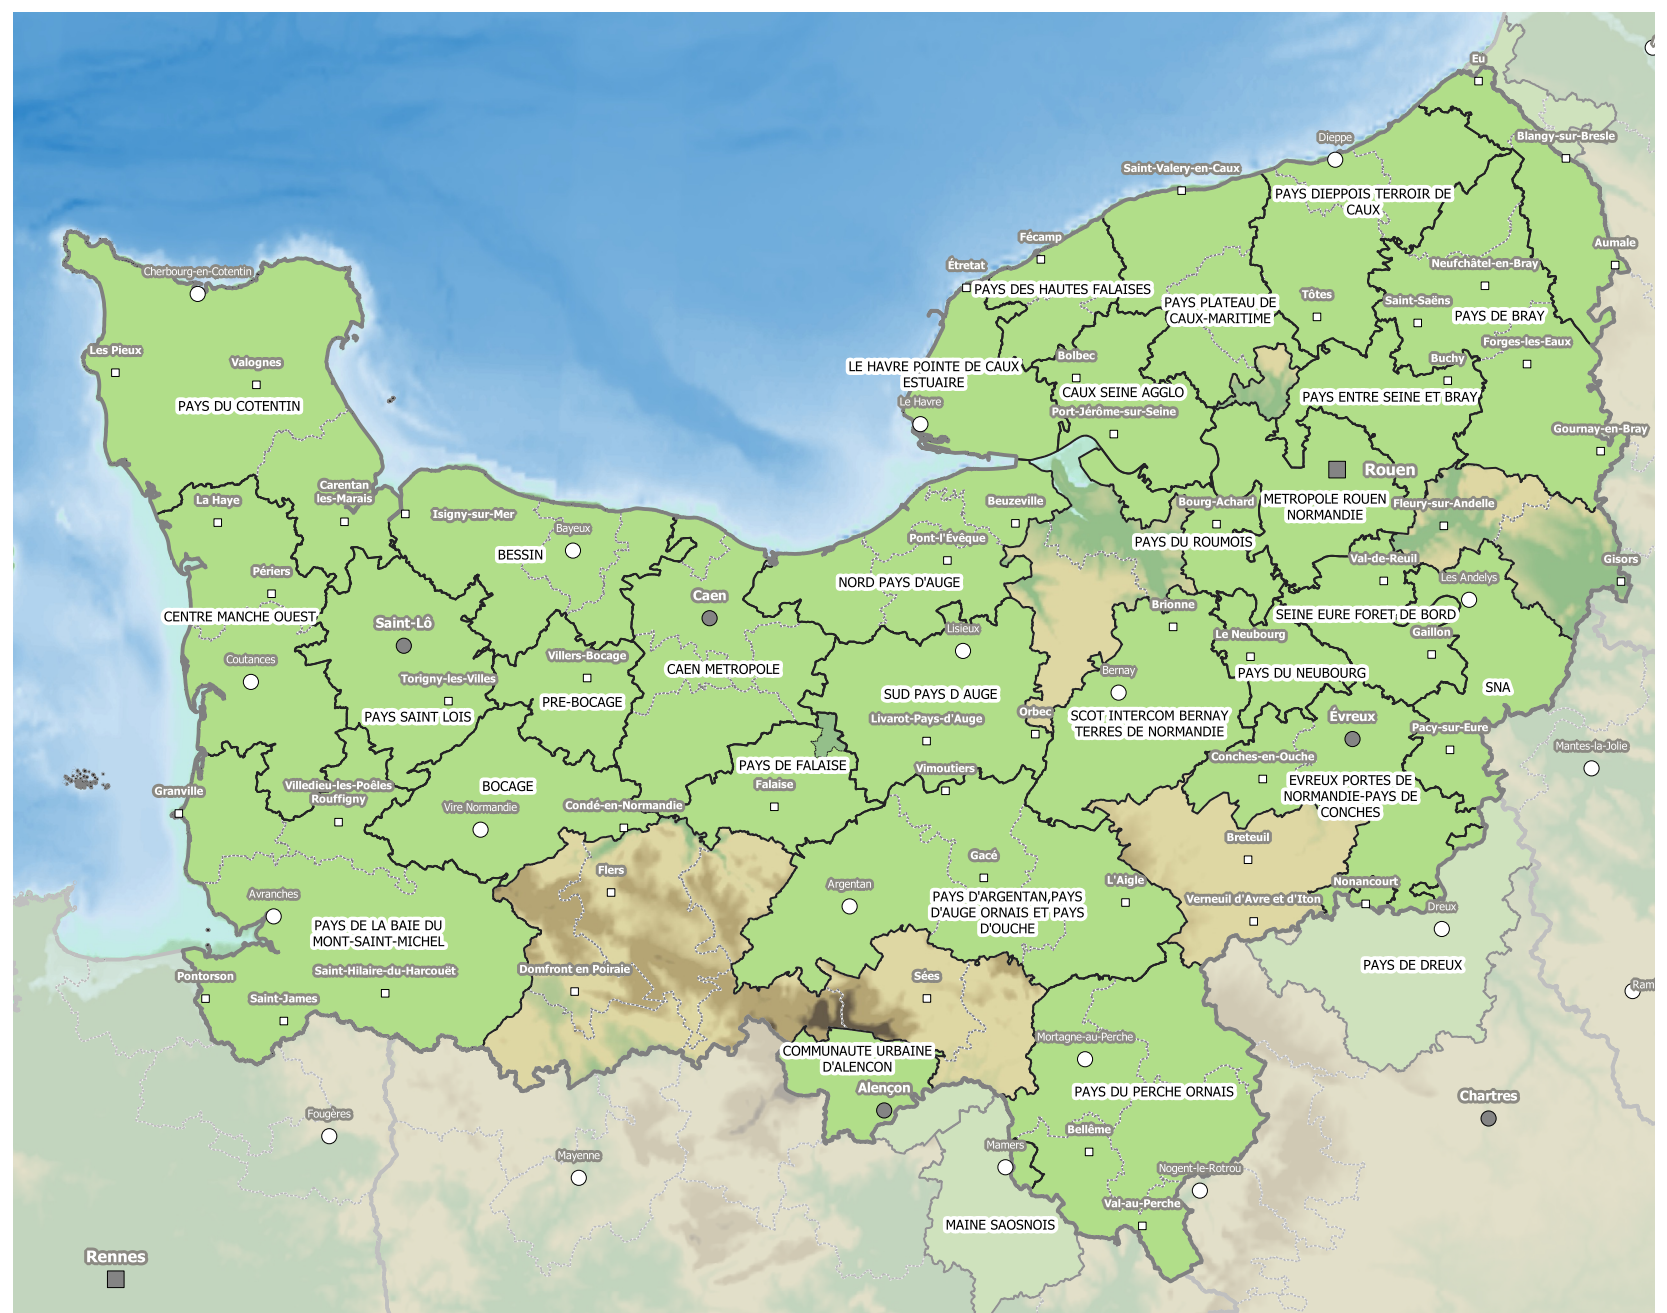 Eu
Blangy-sur-Bresle
Dieppe
Saint-Valery-en-Caux
PAYS DIEPPOIS TERROIR DE
CAUX
Fécamp
Aumale
Étretat
Neufchâtel-en-Bray
Cherbourg-en-Cotentin
PAYS DES HAUTES FALAISES
PAYS PLATEAU DE
CAUX-MARITIME
Tôtes
Saint-Saëns
PAYS DE BRAY
Forges-les-Eaux
Les Pieux
Valognes
LE HAVRE POINTE DE CAUX
ESTUAIRE
Bolbec
Buchy
CAUX SEINE AGGLO
PAYS ENTRE SEINE ET BRAY
PAYS DU COTENTIN
Le Havre
Port-Jérôme-sur-Seine
Gournay-en-Bray
Rouen
Carentan
les-Marais
La Haye
Isigny-sur-Mer
Bayeux
Beuzeville
Bourg-Achard
METROPOLE ROUEN
NORMANDIE
Fleury-sur-Andelle
Pont-l'Évêque
PAYS DU ROUMOIS
BESSIN
Val-de-Reuil
Gisors
Périers
NORD PAYS D'AUGE
Les Andelys
Caen
Brionne
CENTRE MANCHE OUEST
Saint-Lô
SEINE EURE FORET DE BORD
Lisieux
Le Neubourg
Gaillon
Coutances
Villers-Bocage
CAEN METROPOLE
Bernay
PAYS DU NEUBOURG
Torigny-les-Villes
SUD PAYS D AUGE
SNA
PRE-BOCAGE
PAYS SAINT LOIS
Livarot-Pays-d'Auge
Orbec
SCOT INTERCOM BERNAY
TERRES DE NORMANDIE
Évreux
Pacy-sur-Eure
Mantes-la-Jolie
PAYS DE FALAISE
Vimoutiers
Conches-en-Ouche
Granville
Villedieu-les-Poêles
Rouffigny
BOCAGE
Vire Normandie
Condé-en-Normandie
Falaise
EVREUX PORTES DE
NORMANDIE-PAYS DE
CONCHES
Breteuil
Flers
Gacé
L'Aigle
Nonancourt
Avranches
Argentan
PAYS D'ARGENTAN,PAYS
D'AUGE ORNAIS ET PAYS
D'OUCHE
Verneuil d'Avre et d'Iton
Dreux
PAYS DE LA BAIE DU
MONT-SAINT-MICHEL
PAYS DE DREUX
Pontorson
Saint-Hilaire-du-Harcouët
Domfront en Poiraie
Sées
Ram
Saint-James
Mortagne-au-Perche
COMMUNAUTE URBAINE
D'ALENCON
Alençon
PAYS DU PERCHE ORNAIS
Chartres
Fougères
Bellême
Mamers
Mayenne
Nogent-le-Rotrou
Val-au-Perche
MAINE SAOSNOIS
Rennes